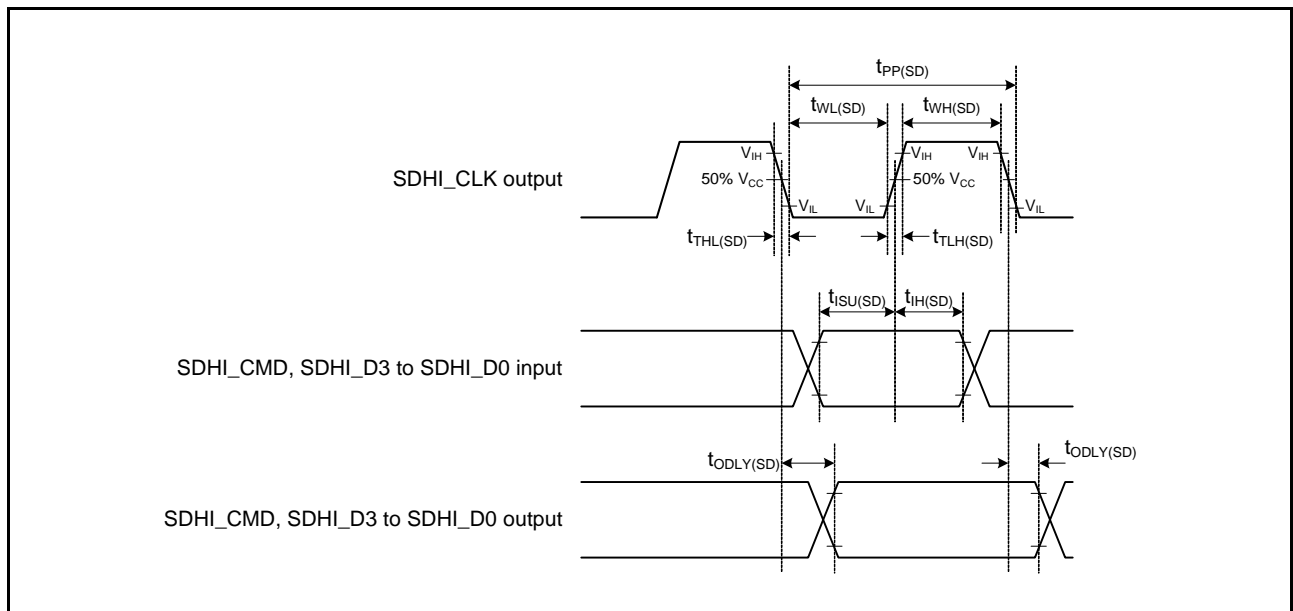 tPP(SD)
tWL(SD) tWH(SD)
VIH VIH VIH
SDHI_CLK output 50% VCC 50% VCC
VIL VIL VIL
tTHL(SD) tTLH(SD)
tISU(SD) tIH(SD)
SDHI_CMD, SDHI_D3 to SDHI_D0 input
tODLY(SD) tODLY(SD)
SDHI_CMD, SDHI_D3 to SDHI_D0 output